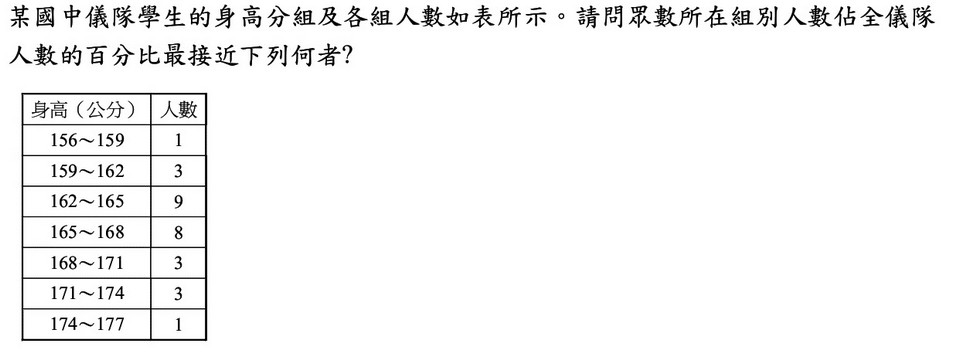 某國中儀隊學生的身高分組及各組人數如表所示。請問眾數所在組別人數佔全儀隊
人數的百分比最接近下列何者?
身高（公分） 人數
156～159 1
159～162 3
162～165 9
165～168 8
168～171 3
171～174 3
174～177 1